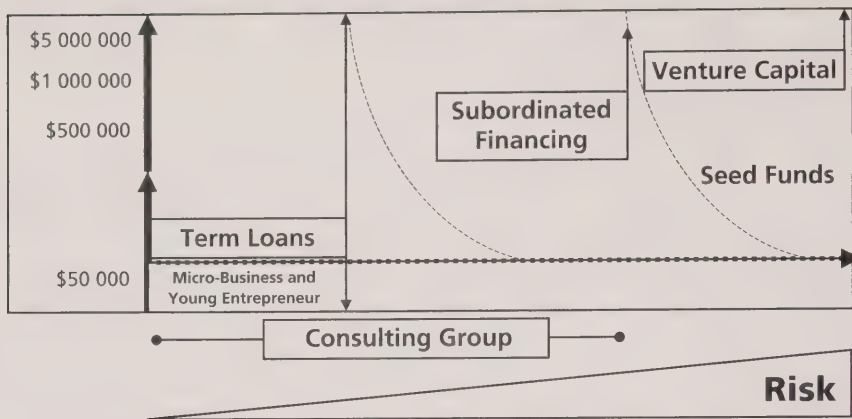 $5 000 000
$1 000 000
$500 000
$50 000
Term Loans
Micro-Business and
Young Entrepreneur
Subordinated
Financing
Venture Capital
Seed Funds
Consulting Group
Risk